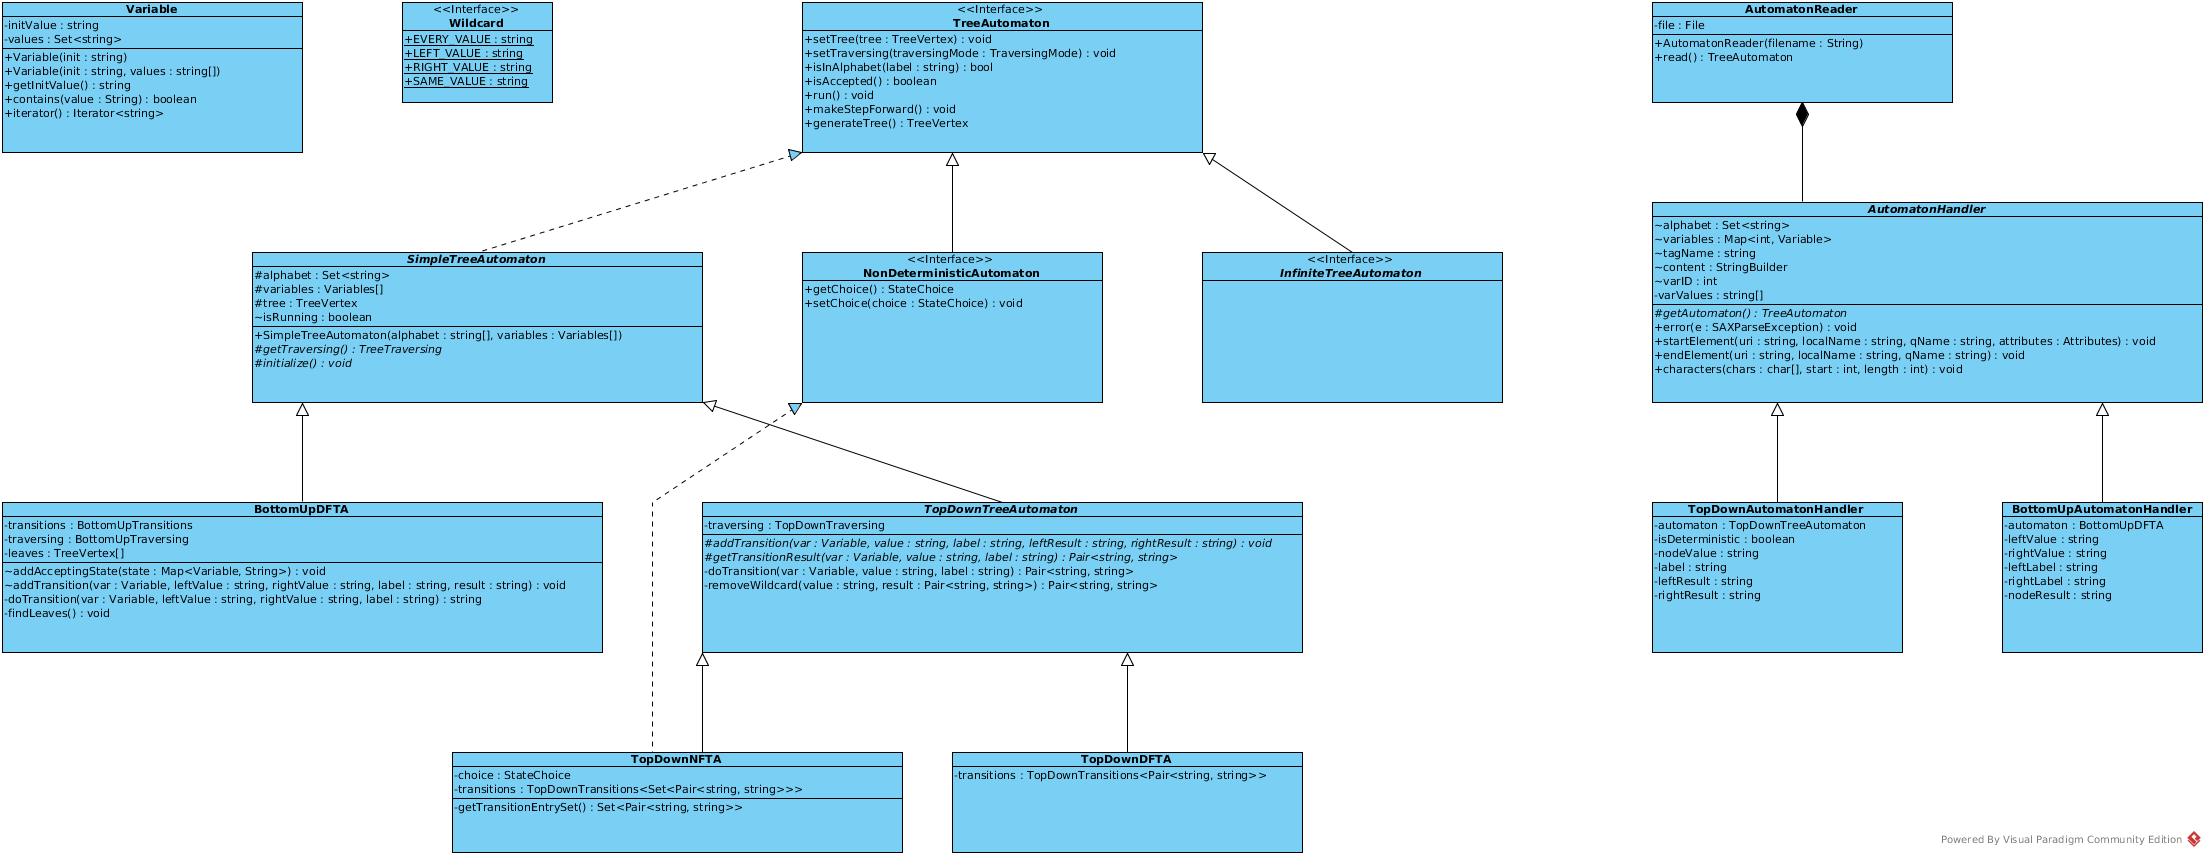 Variable
-initValue : string
-values : Set<string>
+Variable(init : string)
+Variable(init : string, values : string[])
+getInitValue() : string
+contains(value : String) : boolean
+iterator() : Iterator<string>
<<Interface>>
Wildcard
+EVERY_VALUE : string
+LEFT_VALUE : string
+RIGHT_VALUE : string
+SAME_VALUE : string
<<Interface>>
TreeAutomaton
+setTree(tree : TreeVertex) : void
+setTraversing(traversingMode : TraversingMode) : void
+isInAlphabet(label : string) : bool
+isAccepted() : boolean
+run() : void
+makeStepForward() : void
+generateTree() : TreeVertex
AutomatonReader
-file : File
+AutomatonReader(filename : String)
+read() : TreeAutomaton
SimpleTreeAutomaton
#alphabet : Set<string>
#variables : Variables[]
#tree : TreeVertex
~isRunning : boolean
+SimpleTreeAutomaton(alphabet : string[], variables : Variables[])
#getTraversing() : TreeTraversing
#initialize() : void
<<Interface>>
NonDeterministicAutomaton
+getChoice() : StateChoice
+setChoice(choice : StateChoice) : void
<<Interface>>
InfiniteTreeAutomaton
AutomatonHandler
~alphabet : Set<string>
~variables : Map<int, Variable>
~tagName : string
~content : StringBuilder
~varID : int
-varValues : string[]
#getAutomaton() : TreeAutomaton
+error(e : SAXParseException) : void
+startElement(uri : string, localName : string, qName : string, attributes : Attributes) : void
+endElement(uri : string, localName : string, qName : string) : void
+characters(chars : char[], start : int, length : int) : void
BottomUpDFTA
-transitions : BottomUpTransitions
-traversing : BottomUpTraversing
-leaves : TreeVertex[]
~addAcceptingState(state : Map<Variable, String>) : void
~addTransition(var : Variable, leftValue : string, rightValue : string, label : string, result : string) : void
-doTransition(var : Variable, leftValue : string, rightValue : string, label : string) : string
-findLeaves() : void
TopDownTreeAutomaton
-traversing : TopDownTraversing
#addTransition(var : Variable, value : string, label : string, leftResult : string, rightResult : string) : void
#getTransitionResult(var : Variable, value : string, label : string) : Pair<string, string>
-doTransition(var : Variable, value : string, label : string) : Pair<string, string>
-removeWildcard(value : string, result : Pair<string, string>) : Pair<string, string>
TopDownAutomatonHandler
-automaton : TopDownTreeAutomaton
-isDeterministic : boolean
-nodeValue : string
-label : string
-leftResult : string
-rightResult : string
BottomUpAutomatonHandler
-automaton : BottomUpDFTA
-leftValue : string
-rightValue : string
-leftLabel : string
-rightLabel : string
-nodeResult : string
TopDownNFTA
-choice : StateChoice
-transitions : TopDownTransitions<Set<Pair<string, string>>>
-getTransitionEntrySet() : Set<Pair<string, string>>
TopDownDFTA
-transitions : TopDownTransitions<Pair<string, string>>
Powered By Visual Paradigm Community Edition